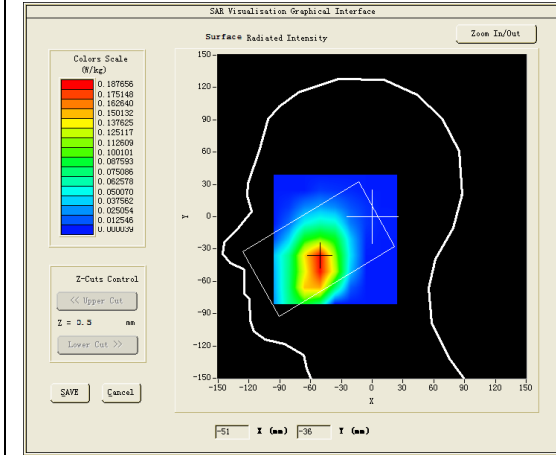 SAR Visualisation Graphical Interface
Surface Radiated Intensity
Zoom In/Out
Colors Scale
(W/kg)
0.187656
0.175148
0.162640
0.150132
0.137625
0.125117
0.112609
0.100101
0.087593
0.075086
0.062578
0.050070
0.037562
0.025054
0.012546
0.000039
150
120
90
60
30
0
-30
-60
-90
-120
-150
Y
-150 -120 -90 -60 -30 0 30 60 90 120 150
X
Z-Cuts Control
<< Upper Cut
Z = 0.5 mm
Lower Cut >>
SAVE Cancel
-51 X (mm) -36 Y (mm)